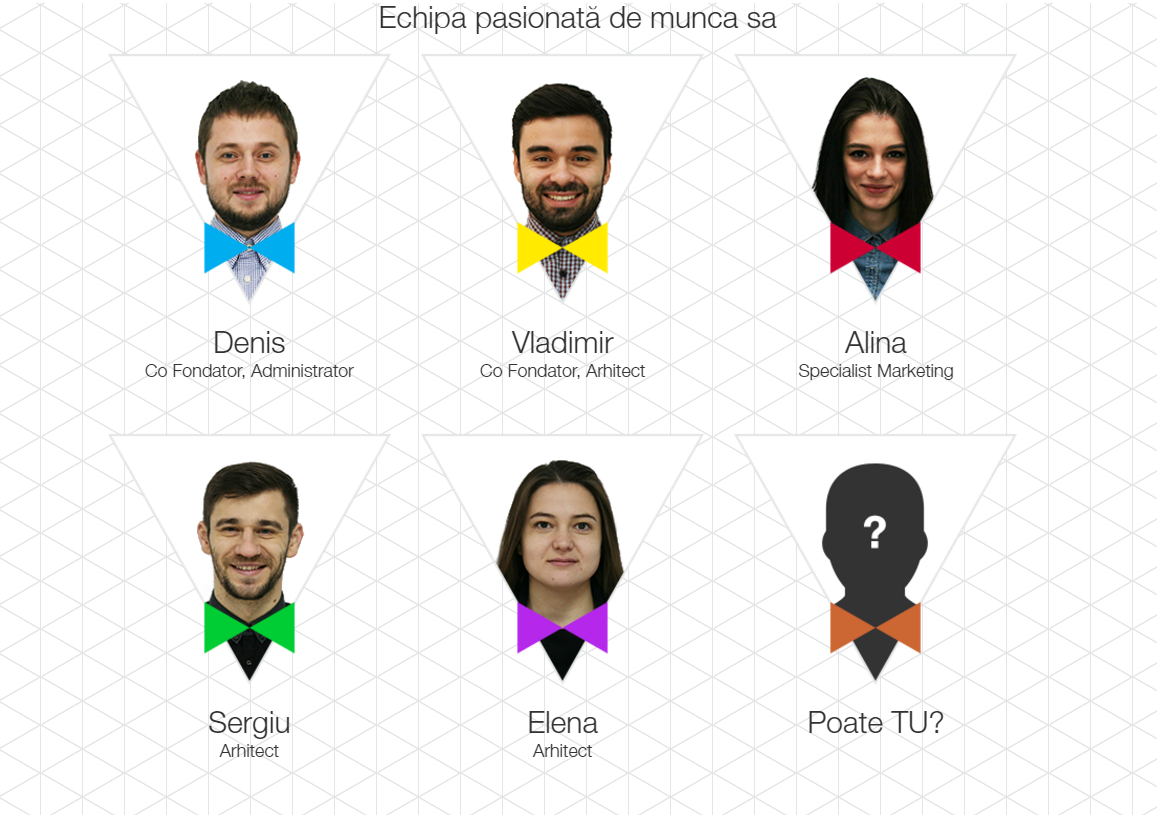 Echipa pasionată de munca sa
Denis
Co Fondator, Administrator
Vladimir
Co Fondator, Arhitect
Alina
Specialist Marketing
?
Sergiu
Arhitect
Elena
Arhitect
Poate TU?